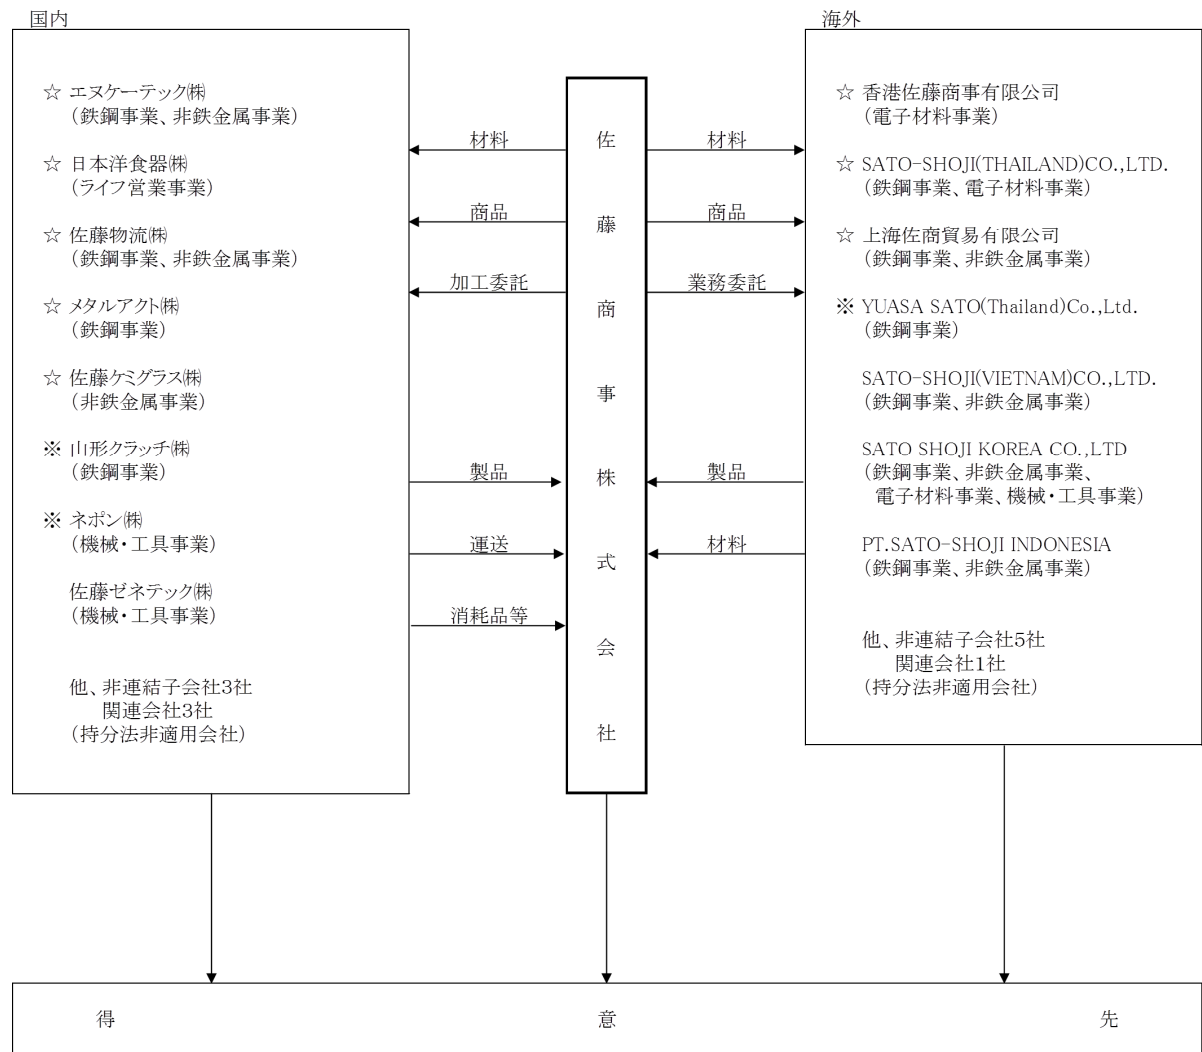 国内
☆ エヌケーテック㈱
(鉄鋼事業、非鉄金属事業)
☆ 日本洋食器㈱
(ライフ営業事業)
☆ 佐藤物流㈱
(鉄鋼事業、非鉄金属事業)
☆ メタルアクト㈱
(鉄鋼事業)
☆ 佐藤ケミグラス㈱
(非鉄金属事業)
※ 山形クラッチ㈱
(鉄鋼事業)
※ ネポン㈱
(機械・工具事業)
佐藤ゼネテック㈱
(機械・工具事業)
他、非連結子会社3社
関連会社3社
(持分法非適用会社)
材料
商品
加工委託
製品
運送
消耗品等
佐藤商事株式会社
材料
商品
業務委託
製品
材料
海外
☆ 香港佐藤商事有限公司
(電子材料事業)
☆ SATO-SHOJI(THAILAND)CO.,LTD.
(鉄鋼事業、電子材料事業)
☆ 上海佐商貿易有限公司
(鉄鋼事業、非鉄金属事業)
※ YUASA SATO(Thailand)Co.,Ltd.
(鉄鋼事業)
SATO-SHOJI(VIETNAM)CO.,LTD.
(鉄鋼事業、非鉄金属事業)
SATO SHOJI KOREA CO.,LTD
(鉄鋼事業、非鉄金属事業、
電子材料事業、機械・工具事業)
PT.SATO-SHOJI INDONESIA
(鉄鋼事業、非鉄金属事業)
他、非連結子会社5社
関連会社1社
(持分法非適用会社)
得意先